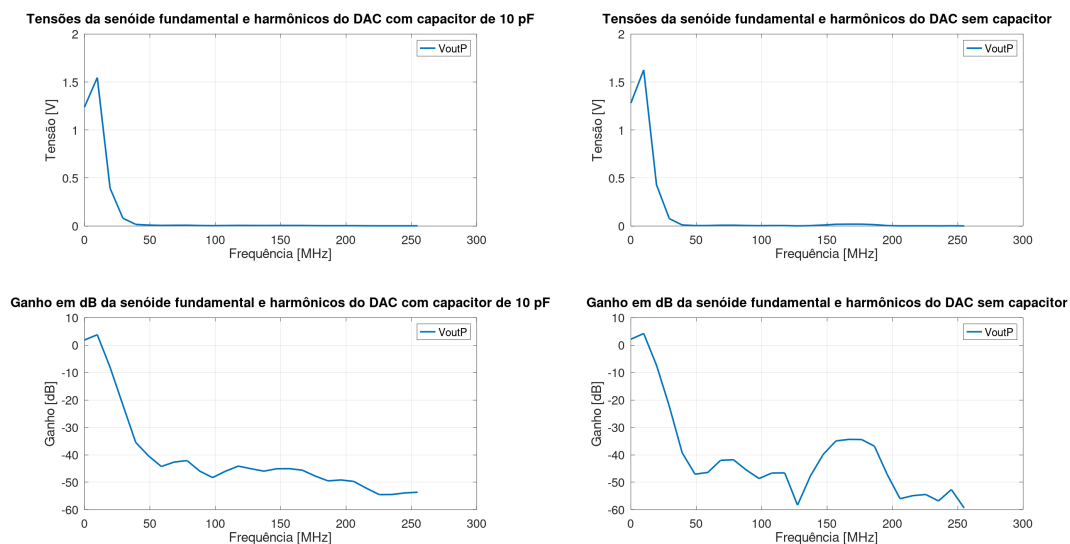 Tensões da senóide fundamental e harmônicos do DAC com capacitor de 10 pF
2
1.5
1
0.5
0
Tensão [V]
VoutP
0 50 100 150 200 250 300
Frequência [MHz]
Tensões da senóide fundamental e harmônicos do DAC sem capacitor
2
1.5
1
0.5
0
Tensão [V]
VoutP
0 50 100 150 200 250 300
Frequência [MHz]
Ganho em dB da senóide fundamental e harmônicos do DAC com capacitor de 10 pF
10
0
-10
-20
-30
-40
-50
-60
Ganho [dB]
VoutP
0 50 100 150 200 250 300
Frequência [MHz]
Ganho em dB da senóide fundamental e harmônicos do DAC sem capacitor
10
0
-10
-20
-30
-40
-50
-60
Ganho [dB]
VoutP
0 50 100 150 200 250 300
Frequência [MHz]